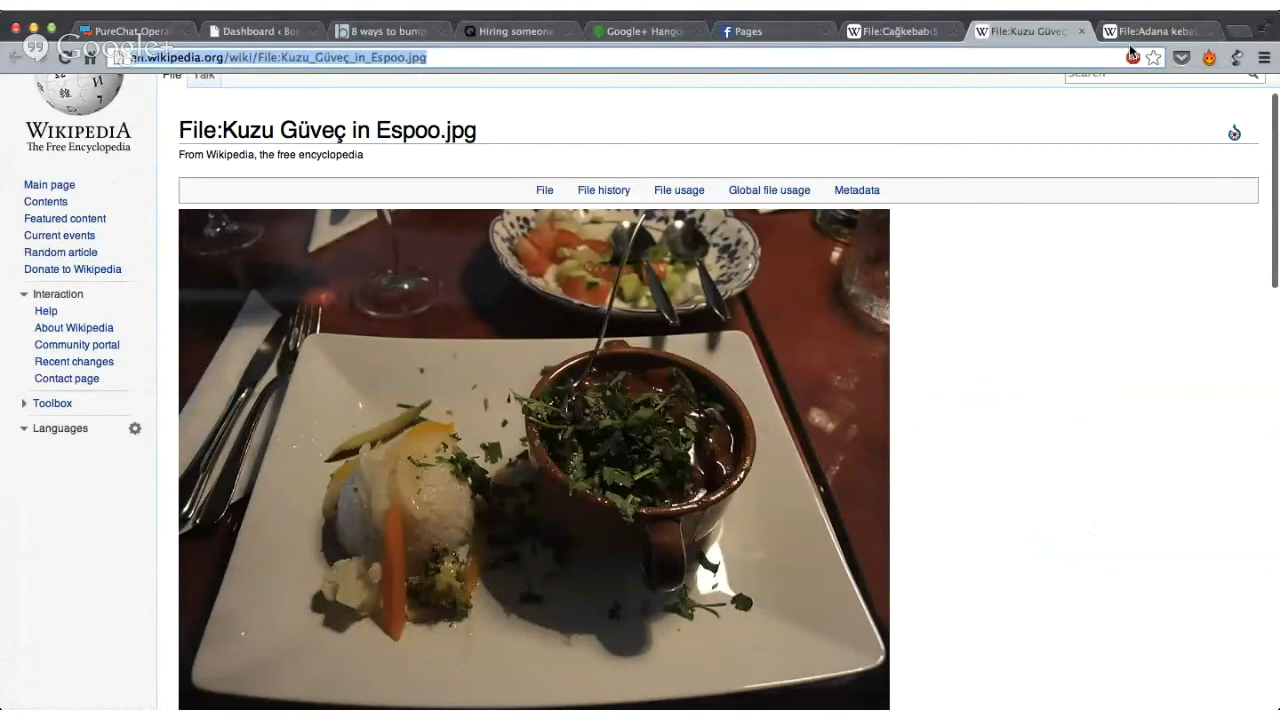 PureChat Opera
Dashboard ‹ Bo
8 ways to bump
Hiring someone
Google+ Hango
Pages
File:Cağkebabı
File:Kuzu Güveç
File:Adana keba
Google+
en.wikipedia.org/wiki/File:Kuzu_Güveç_in_Espoo.jpg
File
Talk
Search
WIKIPEDIA
The Free Encyclopedia
File:Kuzu Güveç in Espoo.jpg
From Wikipedia, the free encyclopedia
File
File history
File usage
Global file usage
Metadata
Main page
Contents
Featured content
Current events
Random article
Donate to Wikipedia
Interaction
Help
About Wikipedia
Community portal
Recent changes
Contact page
Toolbox
Languages